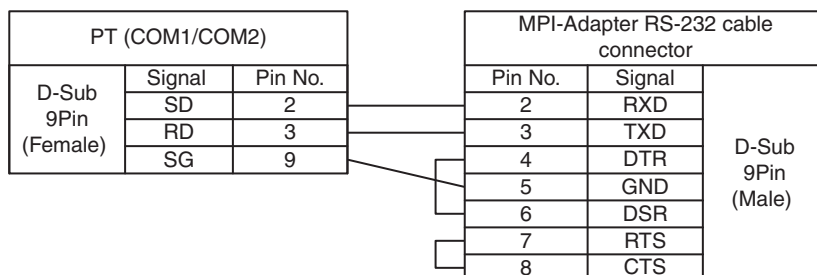 PT (COM1/COM2)
D-Sub
9Pin
(Female)
Signal Pin No.
SD 2
RD 3
SG 9
MPI-Adapter RS-232 cable
connector
Pin No. Signal
2 RXD
3 TXD
4 DTR
5 GND
6 DSR
7 RTS
8 CTS
D-Sub
9Pin
(Male)